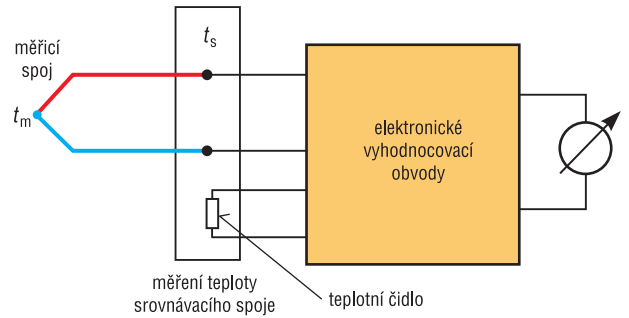 měřicí
spoj
tm
ts
elektronické
vyhodnocovací
obvody
měření teploty
srovnávacího spoje
teplotní čidlo